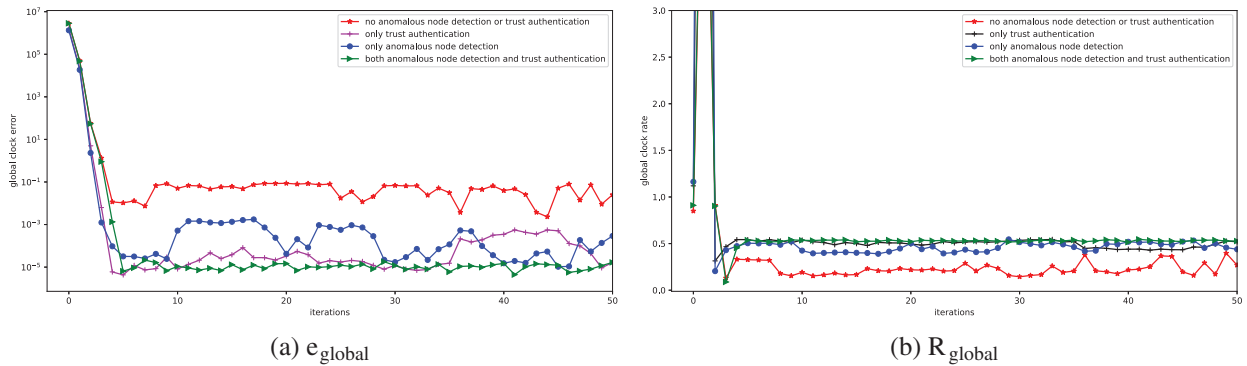 10^7
10^5
10^3
10^1
10^-1
10^-3
10^-5
global clock error
no anomalous node detection or trust authentication
only trust authentication
only anomalous node detection
both anomalous node detection and trust authentication
0 10 20 30 40 50
iterations
(a) e_global
3.0
2.5
2.0
1.5
1.0
0.5
0.0
global clock rate
no anomalous node detection or trust authentication
only trust authentication
only anomalous node detection
both anomalous node detection and trust authentication
0 10 20 30 40 50
iterations
(b) R_global